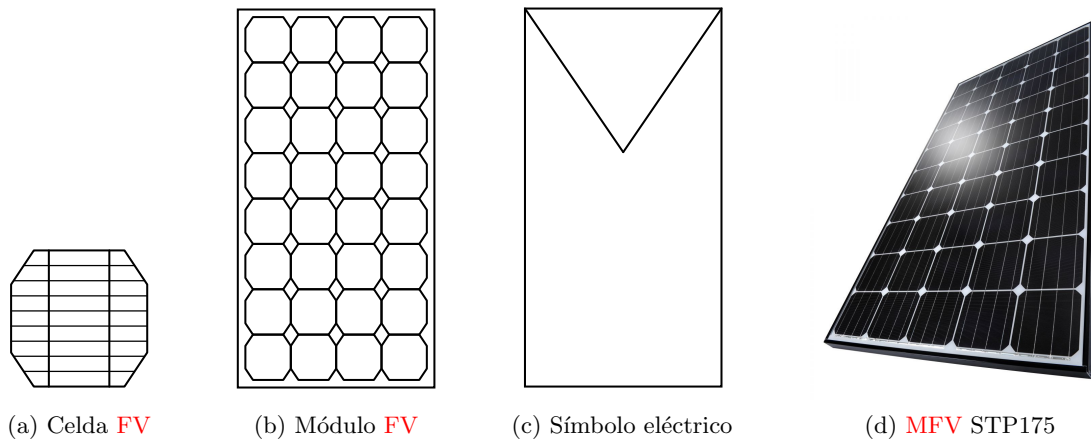 (a) Celda FV
(b) Módulo FV
(c) Símbolo eléctrico
(d) MFV STP175